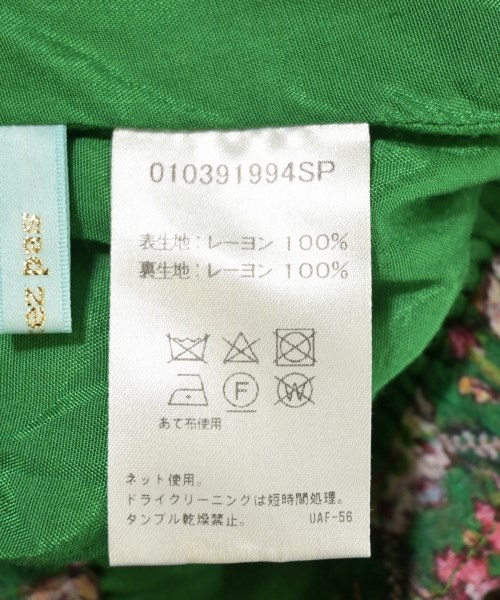 010391994SP
表生地：レーヨン 100%
裏生地：レーヨン 100%
F W
あて布使用
ネット使用。
ドライクリーニングは短時間処理。
タンブル乾燥禁止。 UAF-56
ez pas